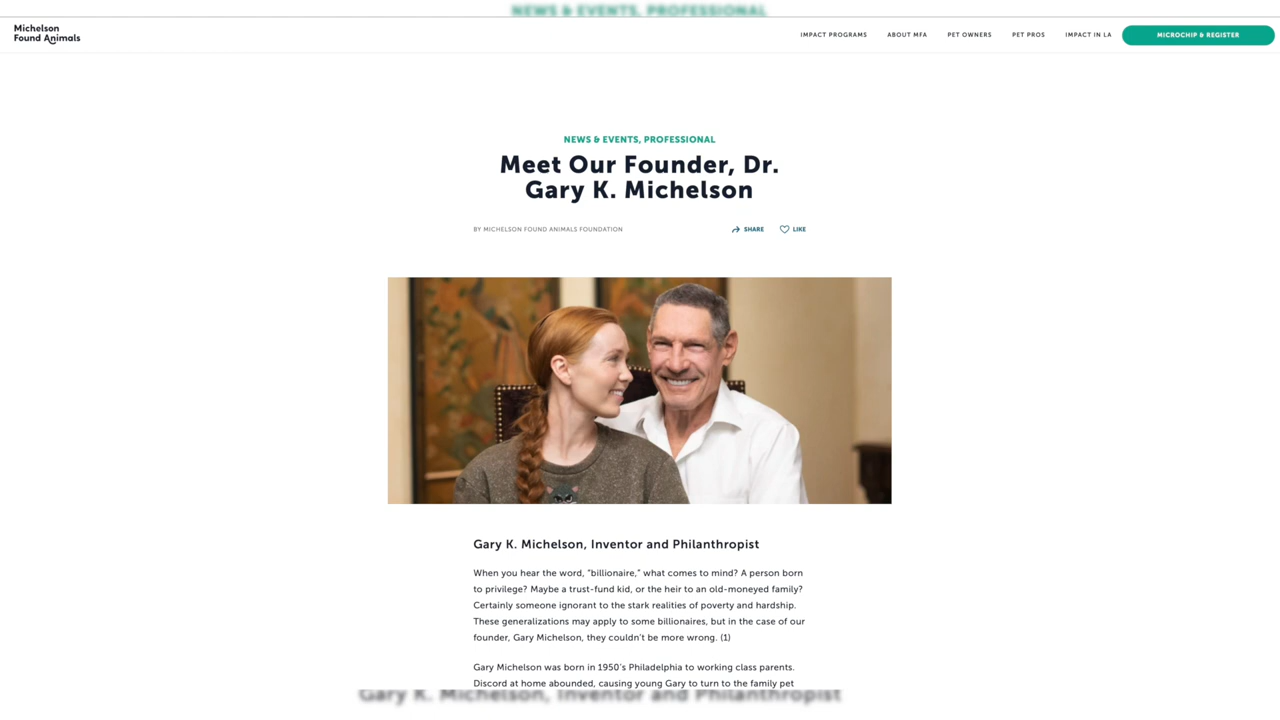 NEWS & EVENTS, PROFESSIONAL
Michelson
Found Animals
IMPACT PROGRAMS
ABOUT MFA
PET OWNERS
PET PROS
IMPACT IN LA
MICROCHIP & REGISTER
NEWS & EVENTS, PROFESSIONAL
Meet Our Founder, Dr.
Gary K. Michelson
BY MICHELSON FOUND ANIMALS FOUNDATION
SHARE
LIKE
Gary K. Michelson, Inventor and Philanthropist
When you hear the word, "billionaire," what comes to mind? A person born
to privilege? Maybe a trust-fund kid, or the heir to an old-moneyed family?
Certainly someone ignorant to the stark realities of poverty and hardship.
These generalizations may apply to some billionaires, but in the case of our
founder, Gary Michelson, they couldn't be more wrong. (1)
Gary Michelson was born in 1950's Philadelphia to working class parents.
Discord at home abounded, causing young Gary to turn to the family pet
Gary K. Michelson, Inventor and Philanthropist